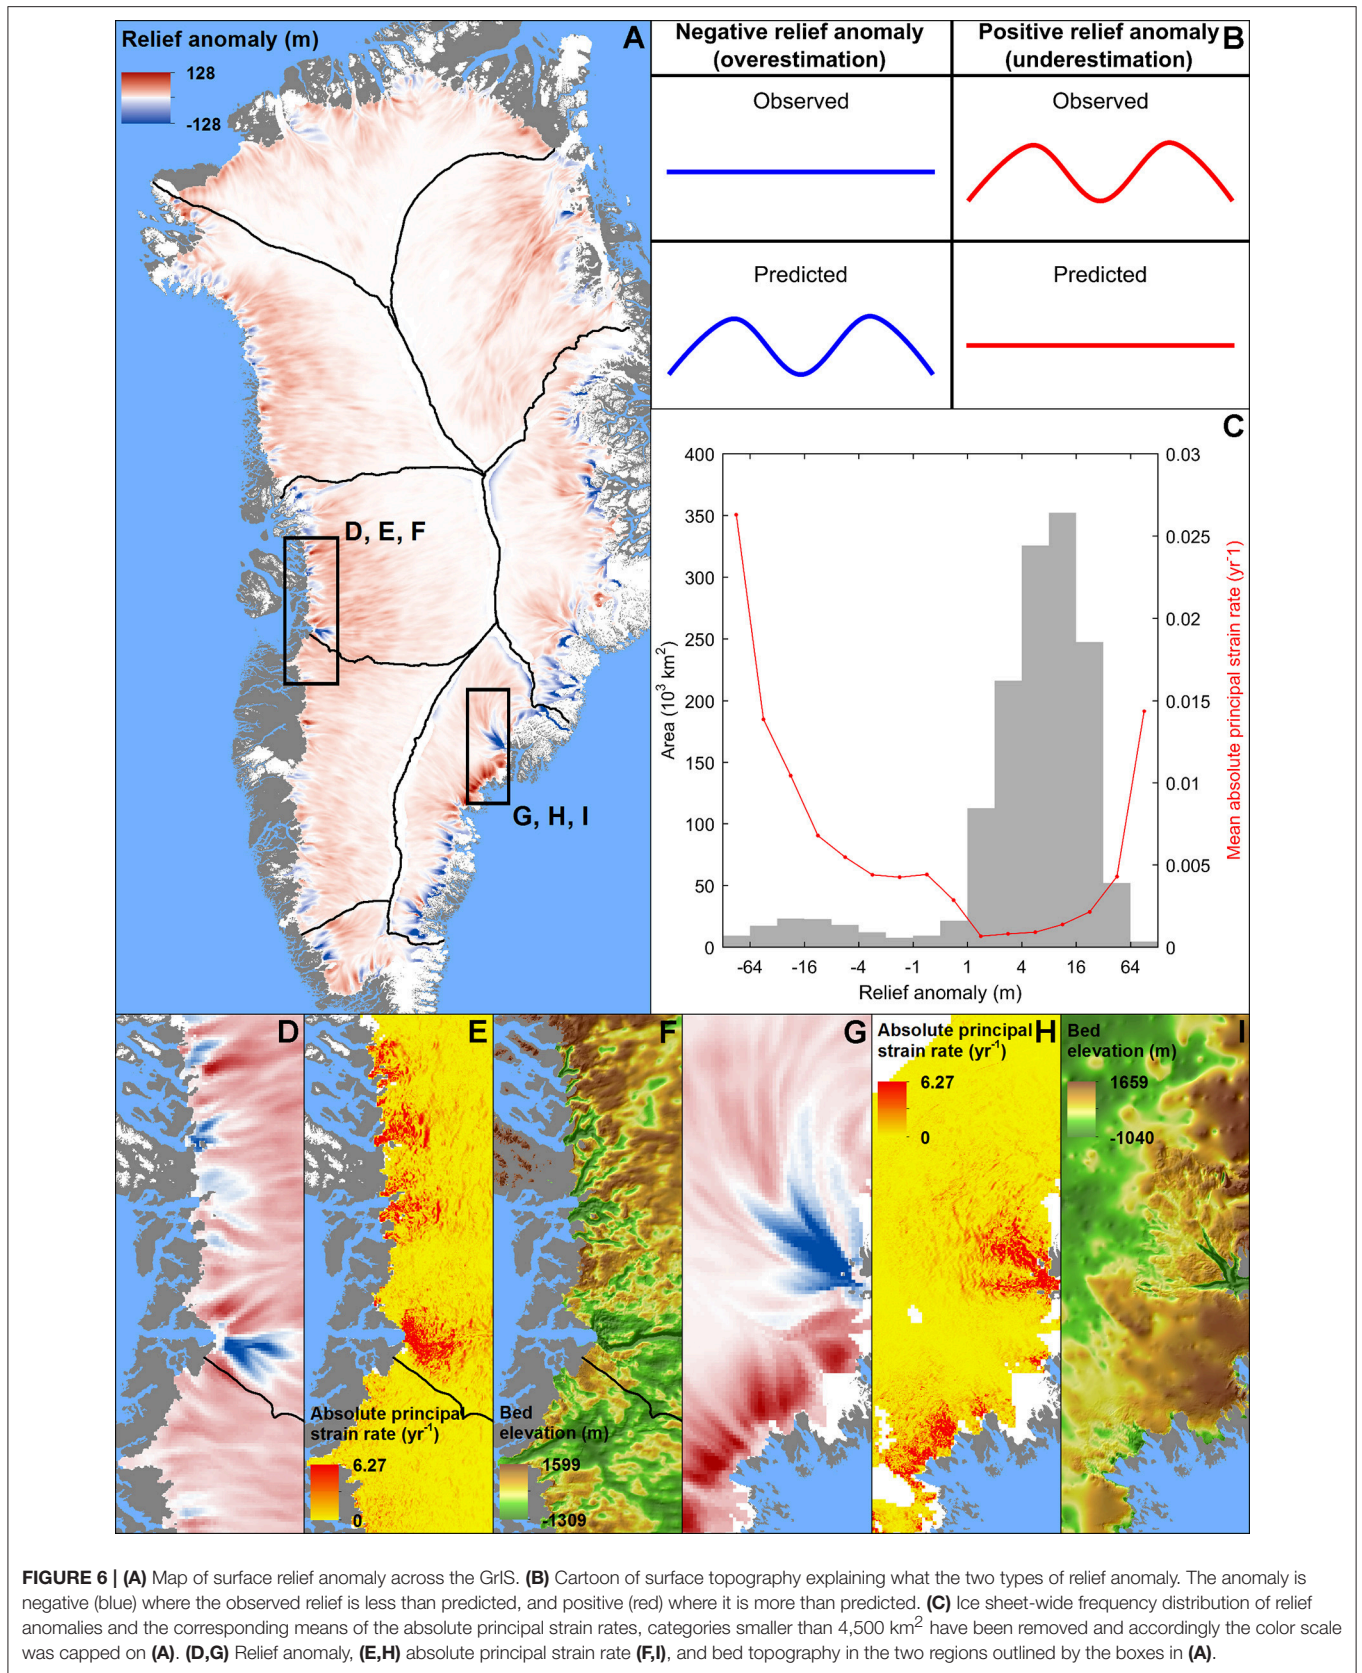 Relief anomaly (m)
128
-128
A
D, E, F
G, H, I
Negative relief anomaly
(overestimation)
Positive relief anomaly
(underestimation)
B
Observed
Observed
Predicted
Predicted
C
400
350
300
250
200
150
100
50
0
Area (10³ km²)
0.03
0.025
0.02
0.015
0.01
0.005
0
Mean absolute principal strain rate (yr⁻¹)
-64 -16 -4 -1 1 4 16 64
Relief anomaly (m)
D
E
Absolute principal
strain rate (yr⁻¹)
6.27
0
F
Bed
elevation (m)
1599
-1309
G
Absolute principal
strain rate (yr⁻¹)
6.27
0
H
Bed
elevation (m)
1659
-1040
I
FIGURE 6 | (A) Map of surface relief anomaly across the GrIS. (B) Cartoon of surface topography explaining what the two types of relief anomaly. The anomaly is
negative (blue) where the observed relief is less than predicted, and positive (red) where it is more than predicted. (C) Ice sheet-wide frequency distribution of relief
anomalies and the corresponding means of the absolute principal strain rates, categories smaller than 4,500 km² have been removed and accordingly the color scale
was capped on (A). (D,G) Relief anomaly, (E,H) absolute principal strain rate (F,I), and bed topography in the two regions outlined by the boxes in (A).